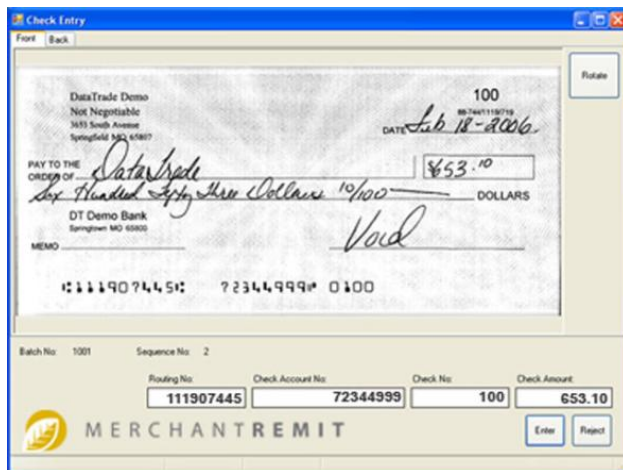 Check Entry
Front Back
Rotate
DataTrade Demo
Not Negotiable
3653 South Avenue
Springfield MO 65807
100
DATE Feb 18-2006
PAY TO THE
ORDER OF DataTrade $653.10
Six Hundred Fifty Three Dollars 10/100 DOLLARS
DT Demo Bank
Springtown MO 65800
MEMO Void
⑆111907445⑆ 72344999⑈ 0100
Batch No: 1001 Sequence No: 2
Routing No: Check Account No: Check No: Check Amount:
111907445 72344999 100 653.10
MERCHANTREMIT
Enter Reject